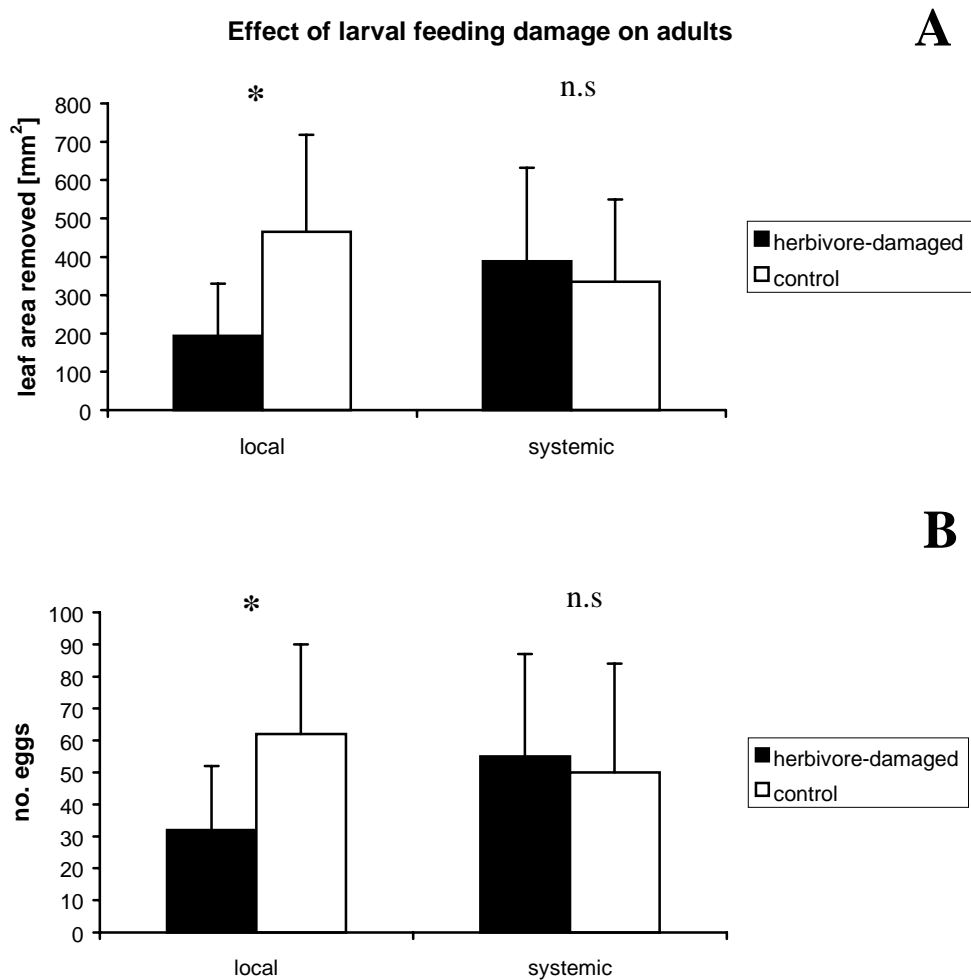 Effect of larval feeding damage on adults
A
* n.s
leaf area removed [mm²]
800
700
600
500
400
300
200
100
0
local systemic
herbivore-damaged
control
B
* n.s
no. eggs
100
90
80
70
60
50
40
30
20
10
0
local systemic
herbivore-damaged
control